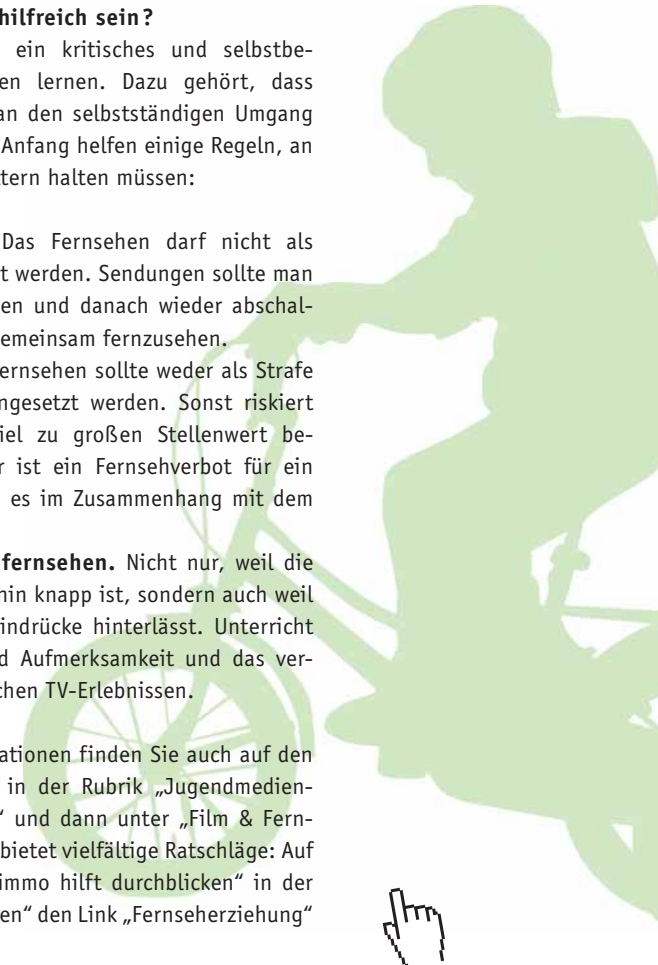 hilfreich sein?
ein kritisches und selbstbe-
en lernen. Dazu gehört, dass
an den selbstständigen Umgang
Anfang helfen einige Regeln, an
tern halten müssen:
Das Fernsehen darf nicht als
t werden. Sendungen sollte man
en und danach wieder abschal-
emeinsam fernzusehen.
ernsehen sollte weder als Strafe
ngesetzt werden. Sonst riskiert
iel zu großen Stellenwert be-
r ist ein Fernsehverbot für ein
es im Zusammenhang mit dem
fernsehen. Nicht nur, weil die
hin knapp ist, sondern auch weil
indrücke hinterlässt. Unterricht
d Aufmerksamkeit und das ver-
chen TV-Erlebnissen.
ationen finden Sie auch auf den
in der Rubrik „Jugendmedien-
“ und dann unter „Film & Fern-
bietet vielfältige Ratschläge: Auf
immo hilft durchblicken“ in der
en“ den Link „Fernseherziehung“